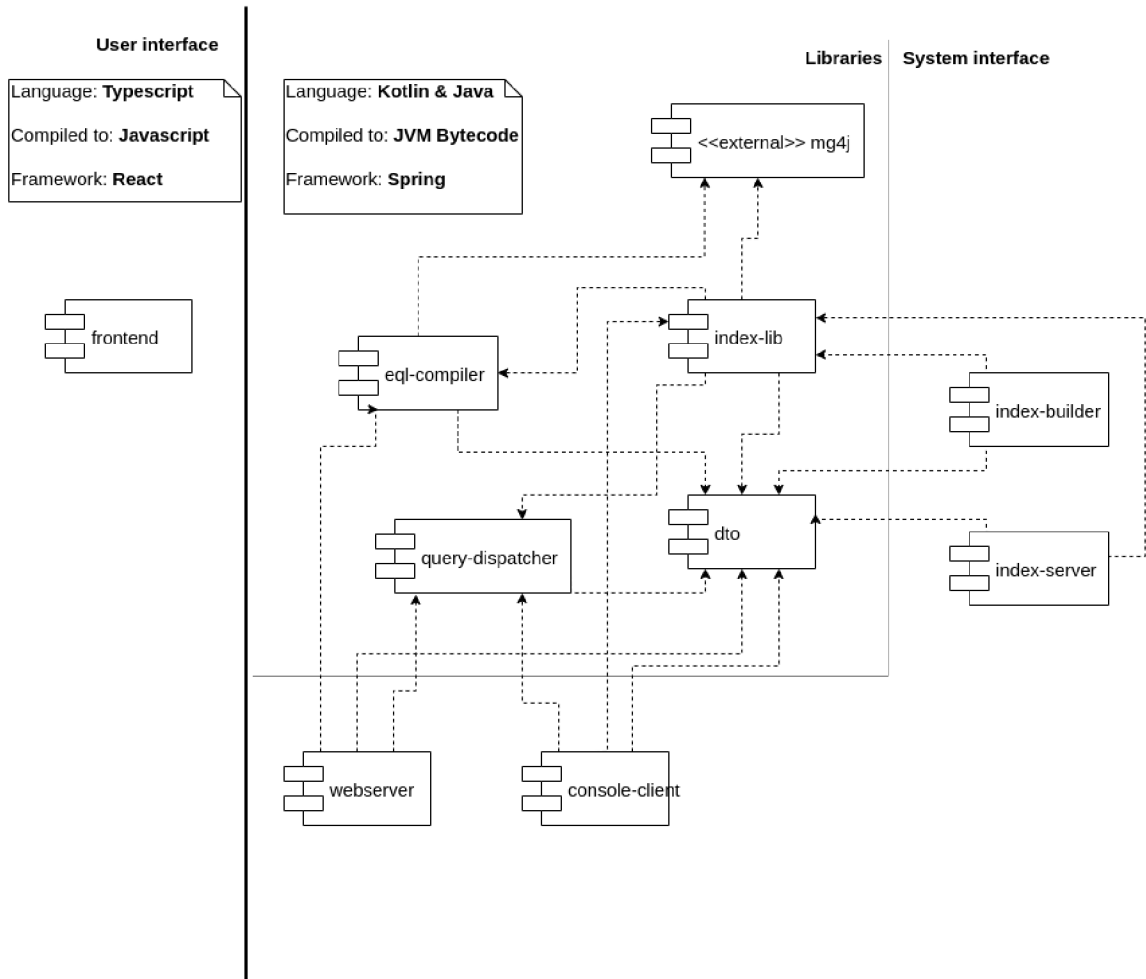 User interface
Libraries
System interface
Language: Typescript
Compiled to: Javascript
Framework: React
Language: Kotlin & Java
Compiled to: JVM Bytecode
Framework: Spring
<<external>> mg4j
frontend
eql-compiler
index-lib
index-builder
query-dispatcher
dto
index-server
webserver
console-client